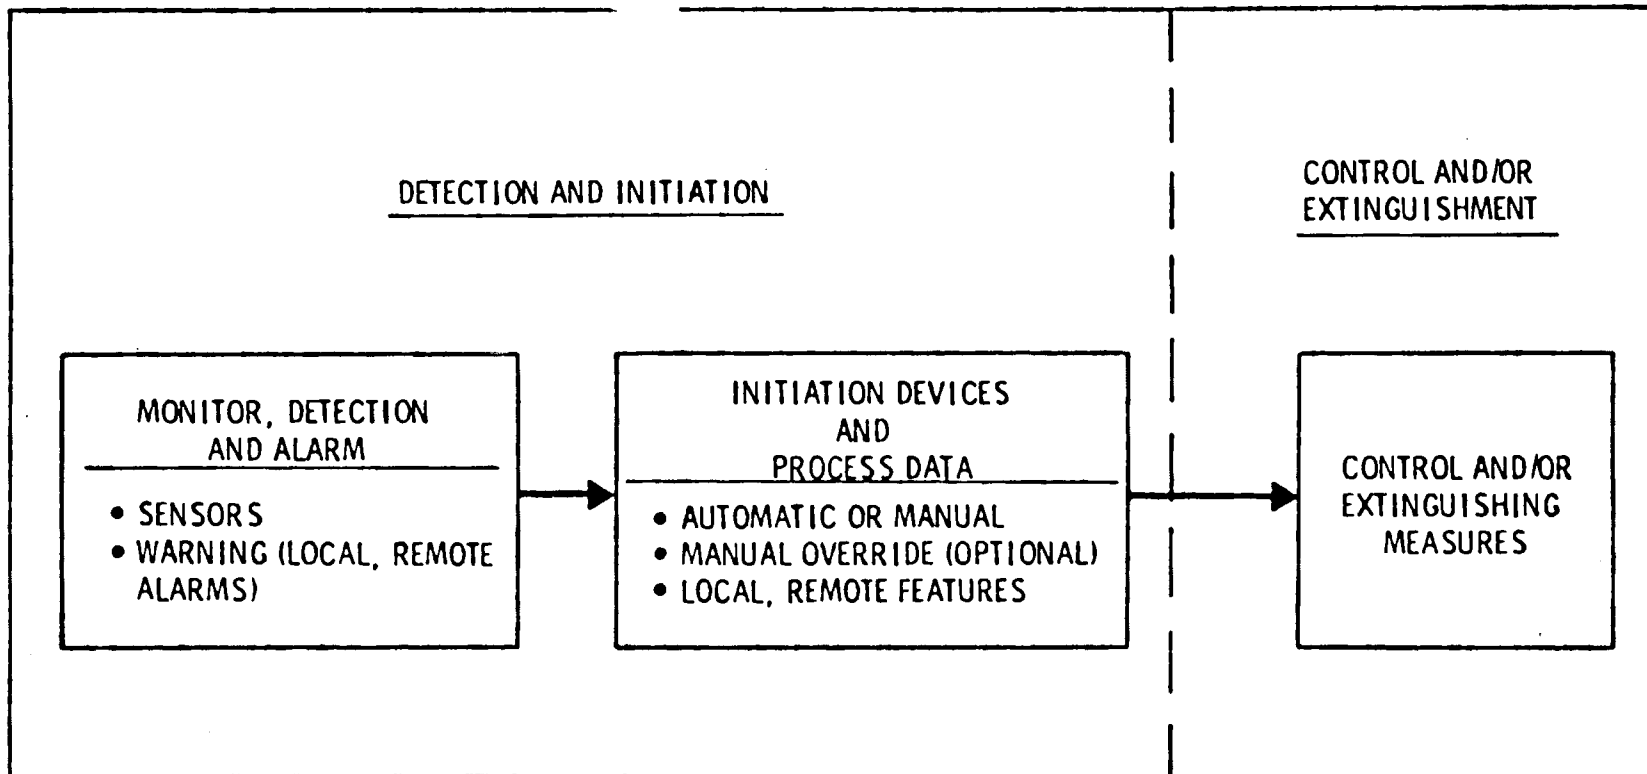 DETECTION AND INITIATION
CONTROL AND/OR
EXTINGUISHMENT
MONITOR, DETECTION
AND ALARM
• SENSORS
• WARNING (LOCAL, REMOTE
ALARMS)
INITIATION DEVICES
AND
PROCESS DATA
• AUTOMATIC OR MANUAL
• MANUAL OVERRIDE (OPTIONAL)
• LOCAL, REMOTE FEATURES
CONTROL AND/OR
EXTINGUISHING
MEASURES